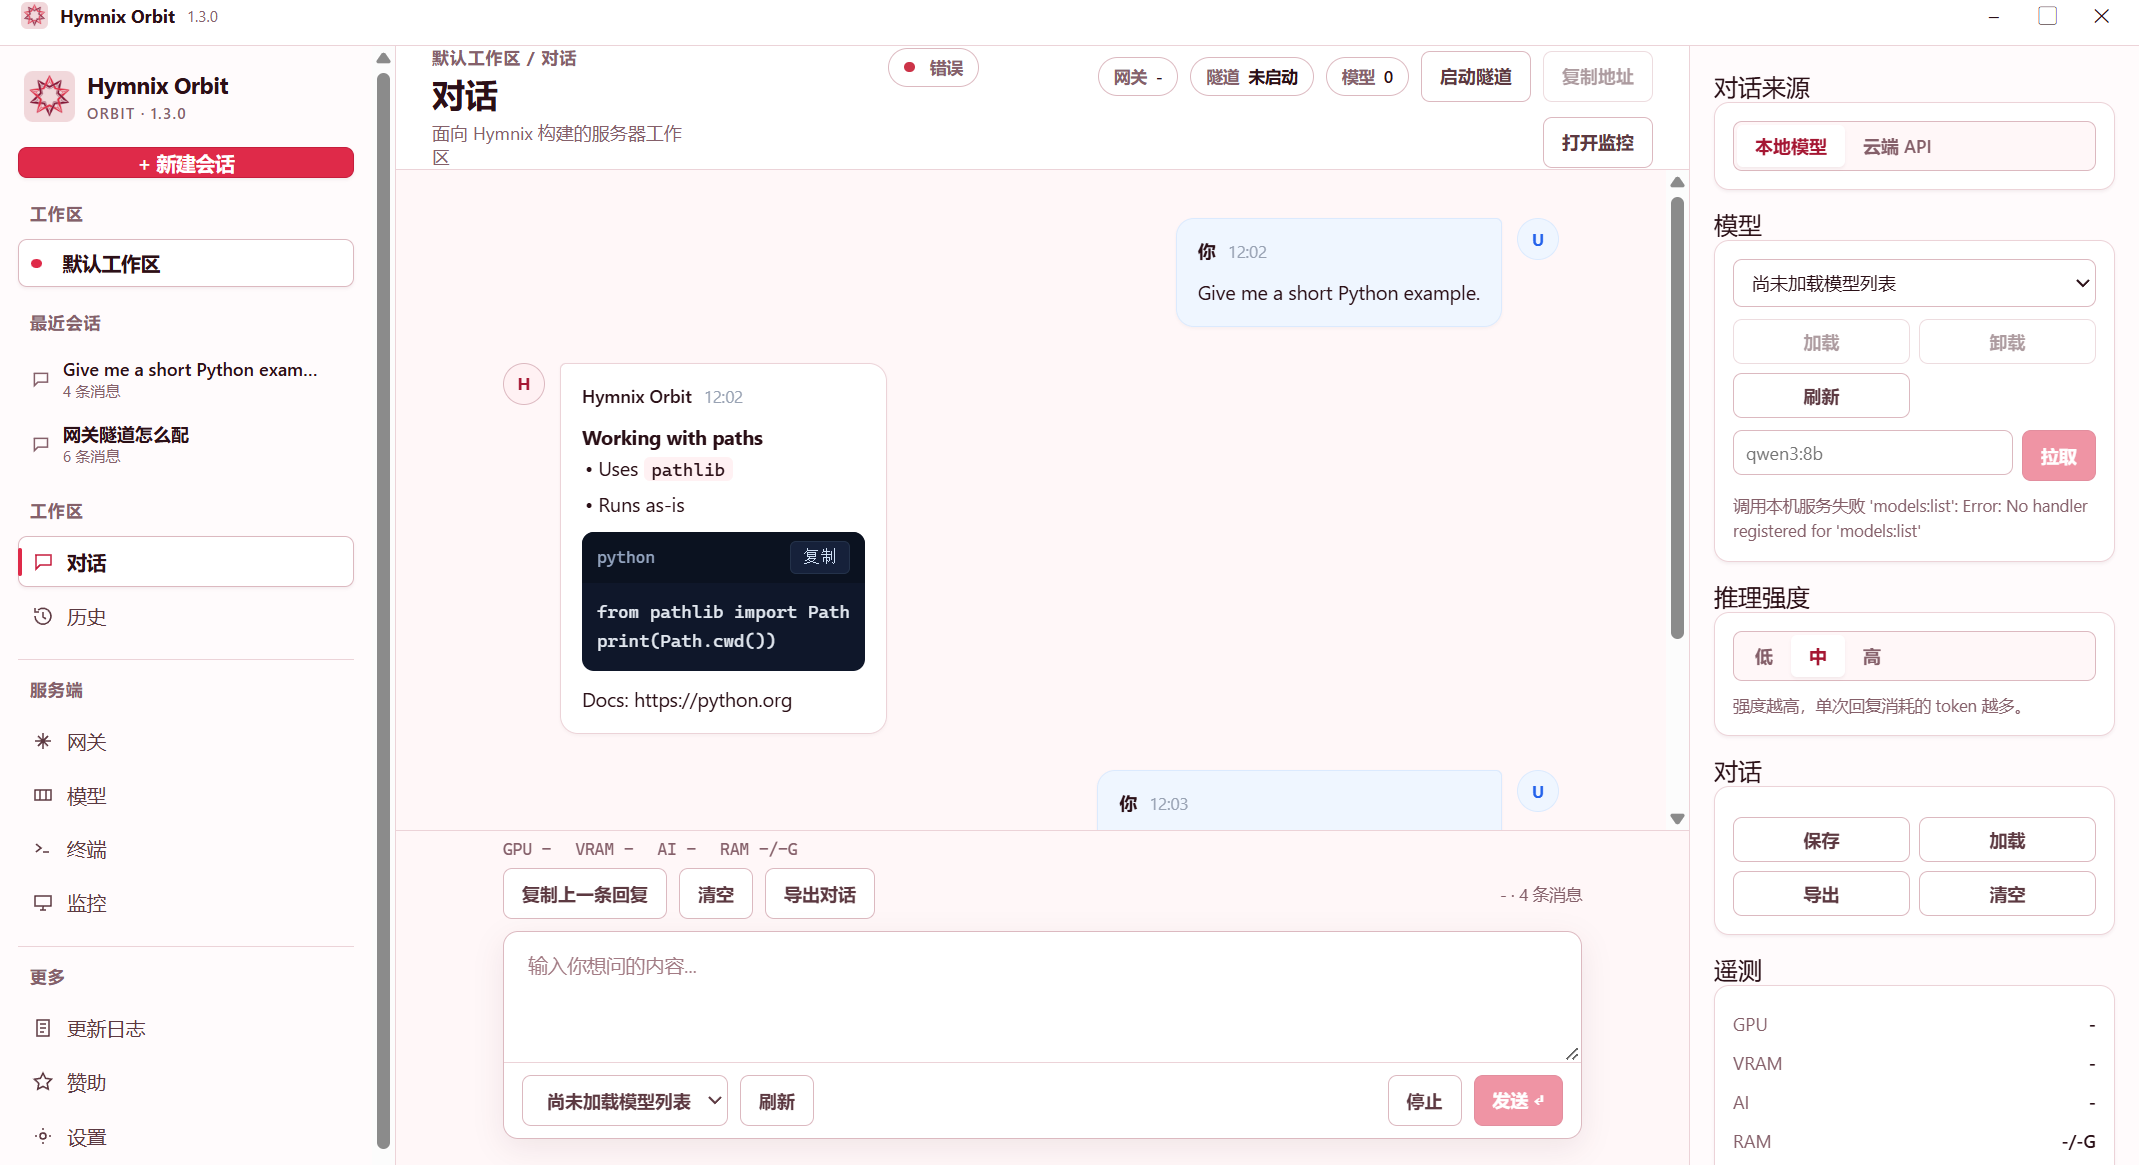 Hymnix Orbit 1.3.0
Hymnix Orbit
ORBIT · 1.3.0
+ 新建会话
工作区
默认工作区
最近会话
Give me a short Python exam...
4 条消息
网关隧道怎么配
6 条消息
工作区
对话
历史
服务端
网关
模型
终端
监控
更多
更新日志
赞助
设置
默认工作区 / 对话
对话
面向 Hymnix 构建的服务器工作
区
错误
网关 -
隧道 未启动
模型 0
启动隧道
复制地址
打开监控
你 12:02
Give me a short Python example.
U
H
Hymnix Orbit 12:02
Working with paths
• Uses pathlib
• Runs as-is
python
复制
from pathlib import Path
print(Path.cwd())
Docs: https://python.org
你 12:03
U
GPU - VRAM - AI - RAM -/-G
复制上一条回复
清空
导出对话
- · 4 条消息
输入你想问的内容...
尚未加载模型列表
刷新
停止
发送 ⏎
对话来源
本地模型
云端 API
模型
尚未加载模型列表
加载
卸载
刷新
qwen3:8b
拉取
调用本机服务失败 'models:list': Error: No handler
registered for 'models:list'
推理强度
低
中
高
强度越高，单次回复消耗的 token 越多。
对话
保存
加载
导出
清空
遥测
GPU -
VRAM -
AI -
RAM -/-G